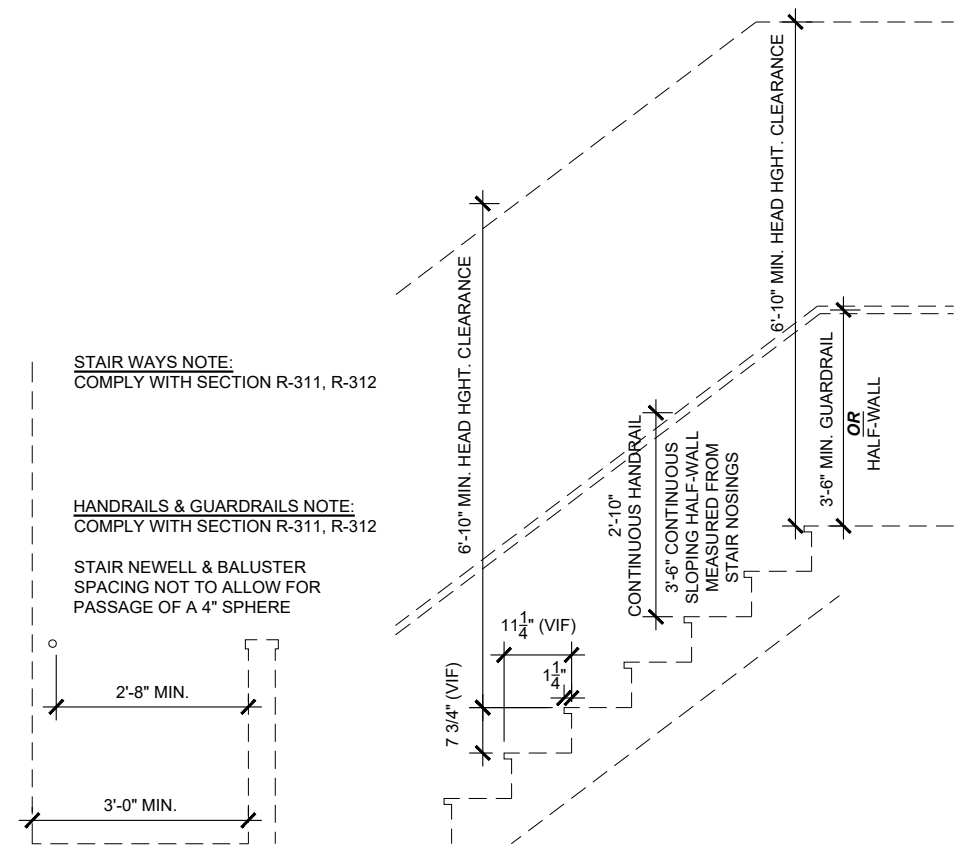 STAIR WAYS NOTE:
COMPLY WITH SECTION R-311, R-312
HANDRAILS & GUARDRAILS NOTE:
COMPLY WITH SECTION R-311, R-312
STAIR NEWELL & BALUSTER
SPACING NOT TO ALLOW FOR
PASSAGE OF A 4" SPHERE
2'-8" MIN.
3'-0" MIN.
6'-10" MIN. HEAD HGHT. CLEARANCE
7 3/4" (VIF)
11 1/4" (VIF)
1 1/4"
2'-10"
CONTINUOUS HANDRAIL
3'-6" CONTINUOUS
SLOPING HALF-WALL
MEASURED FROM
STAIR NOSINGS
6'-10" MIN. HEAD HGHT. CLEARANCE
3'-6" MIN. GUARDRAIL
OR
HALF-WALL